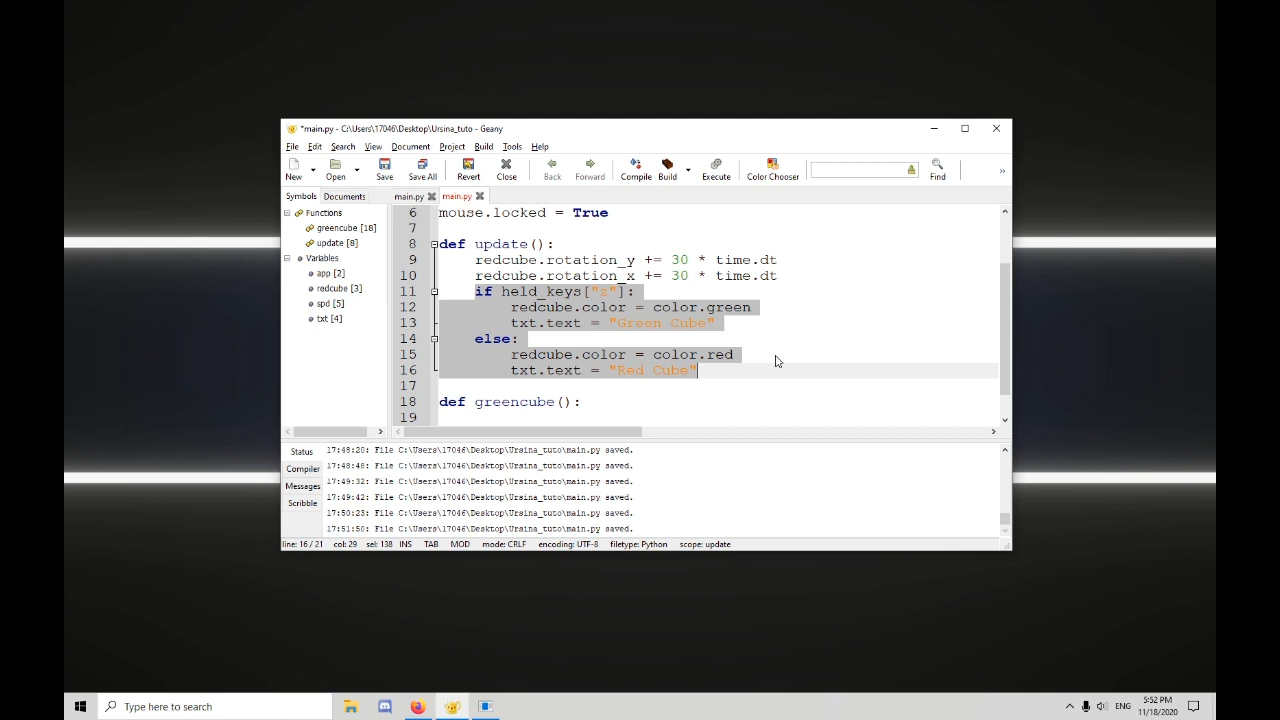 *main.py - C:\Users\17046\Desktop\Ursina_tuto - Geany
File Edit Search View Document Project Build Tools Help
New Open Save Save All Revert Close Back Forward Compile Build Execute Color Chooser Find »
Symbols Documents main.py main.py
Functions
greencube [18]
update [8]
Variables
app [2]
redcube [3]
spd [5]
txt [4]
6 mouse.locked = True
7
8 def update():
9 redcube.rotation_y += 30 * time.dt
10 redcube.rotation_x += 30 * time.dt
11 if held_keys["z"]:
12 redcube.color = color.green
13 txt.text = "Green Cube"
14 else:
15 redcube.color = color.red
16 txt.text = "Red Cube"
17
18 def greencube():
19
Status
Compiler
Messages
Scribble
17:48:20: File C:\Users\17046\Desktop\Ursina_tuto\main.py saved.
17:48:48: File C:\Users\17046\Desktop\Ursina_tuto\main.py saved.
17:49:32: File C:\Users\17046\Desktop\Ursina_tuto\main.py saved.
17:49:42: File C:\Users\17046\Desktop\Ursina_tuto\main.py saved.
17:50:23: File C:\Users\17046\Desktop\Ursina_tuto\main.py saved.
17:51:50: File C:\Users\17046\Desktop\Ursina_tuto\main.py saved.
line: 16 / 21 col: 29 sel: 138 INS TAB MOD mode: CRLF encoding: UTF-8 filetype: Python scope: update
Type here to search
ENG
5:52 PM
11/18/2020